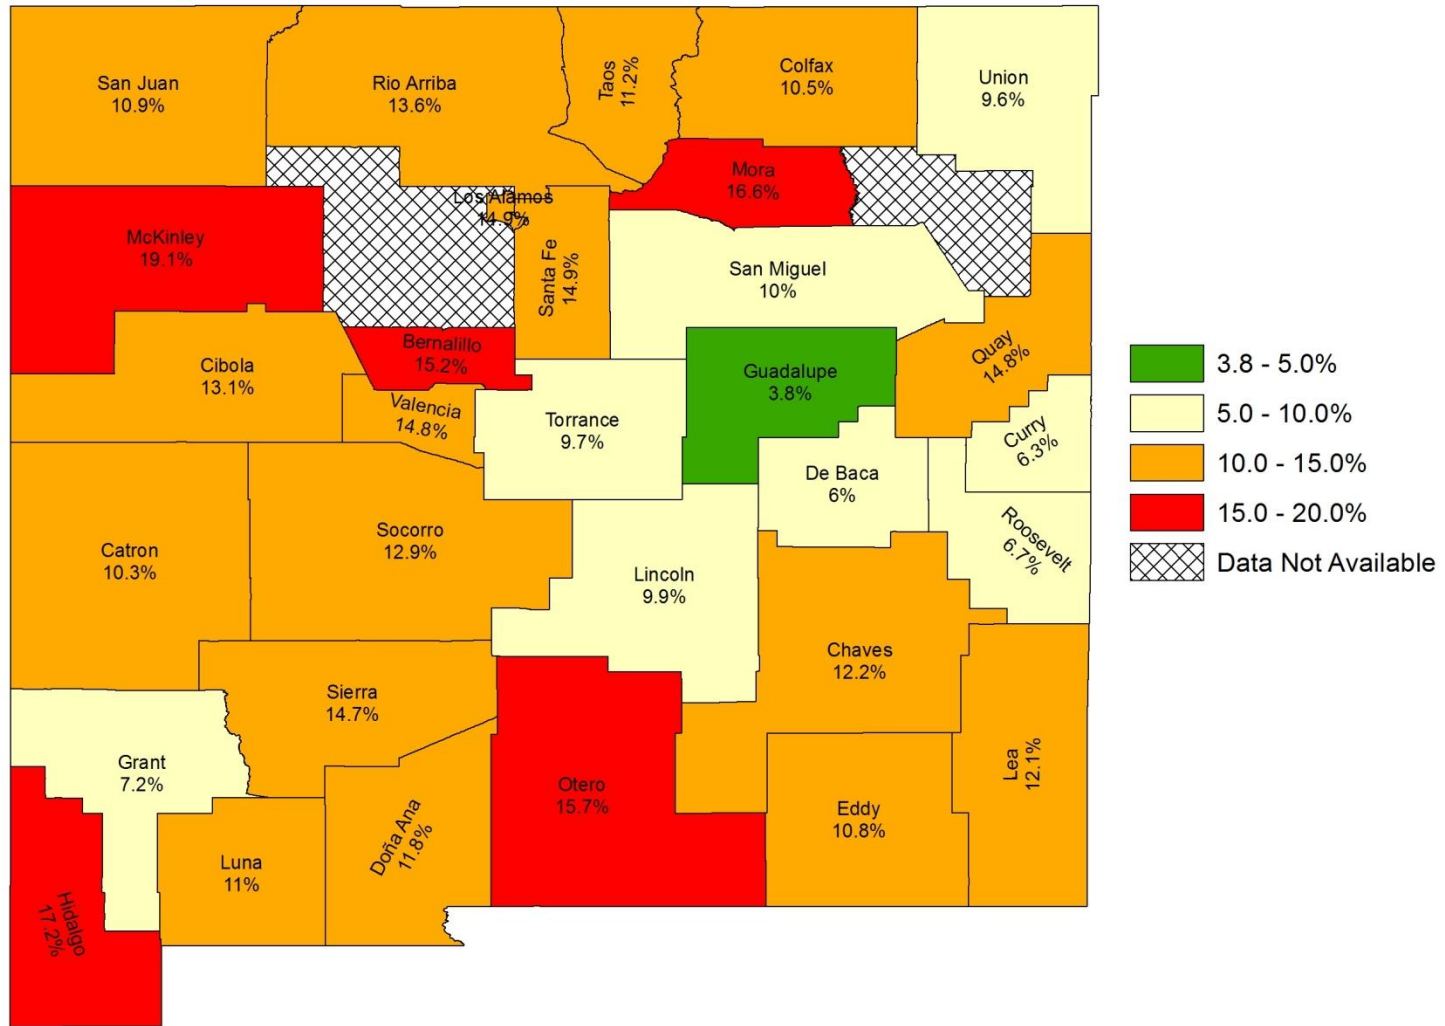 San Juan
10.9%
Rio Arriba
13.6%
Taos
11.2%
Colfax
10.5%
Union
9.6%
Mora
16.6%
Los Alamos
14.9%
McKinley
19.1%
Santa Fe
14.9%
San Miguel
10%
Bernalillo
15.2%
Cibola
13.1%
Guadalupe
3.8%
Quay
14.8%
Valencia
14.8%
Torrance
9.7%
Curry
6.3%
De Baca
6%
Roosevelt
6.7%
Catron
10.3%
Socorro
12.9%
Lincoln
9.9%
Chaves
12.2%
Sierra
14.7%
Grant
7.2%
Otero
15.7%
Lea
12.1%
Eddy
10.8%
Doña Ana
11.8%
Luna
11%
Hidalgo
17.2%
3.8 - 5.0%
5.0 - 10.0%
10.0 - 15.0%
15.0 - 20.0%
Data Not Available